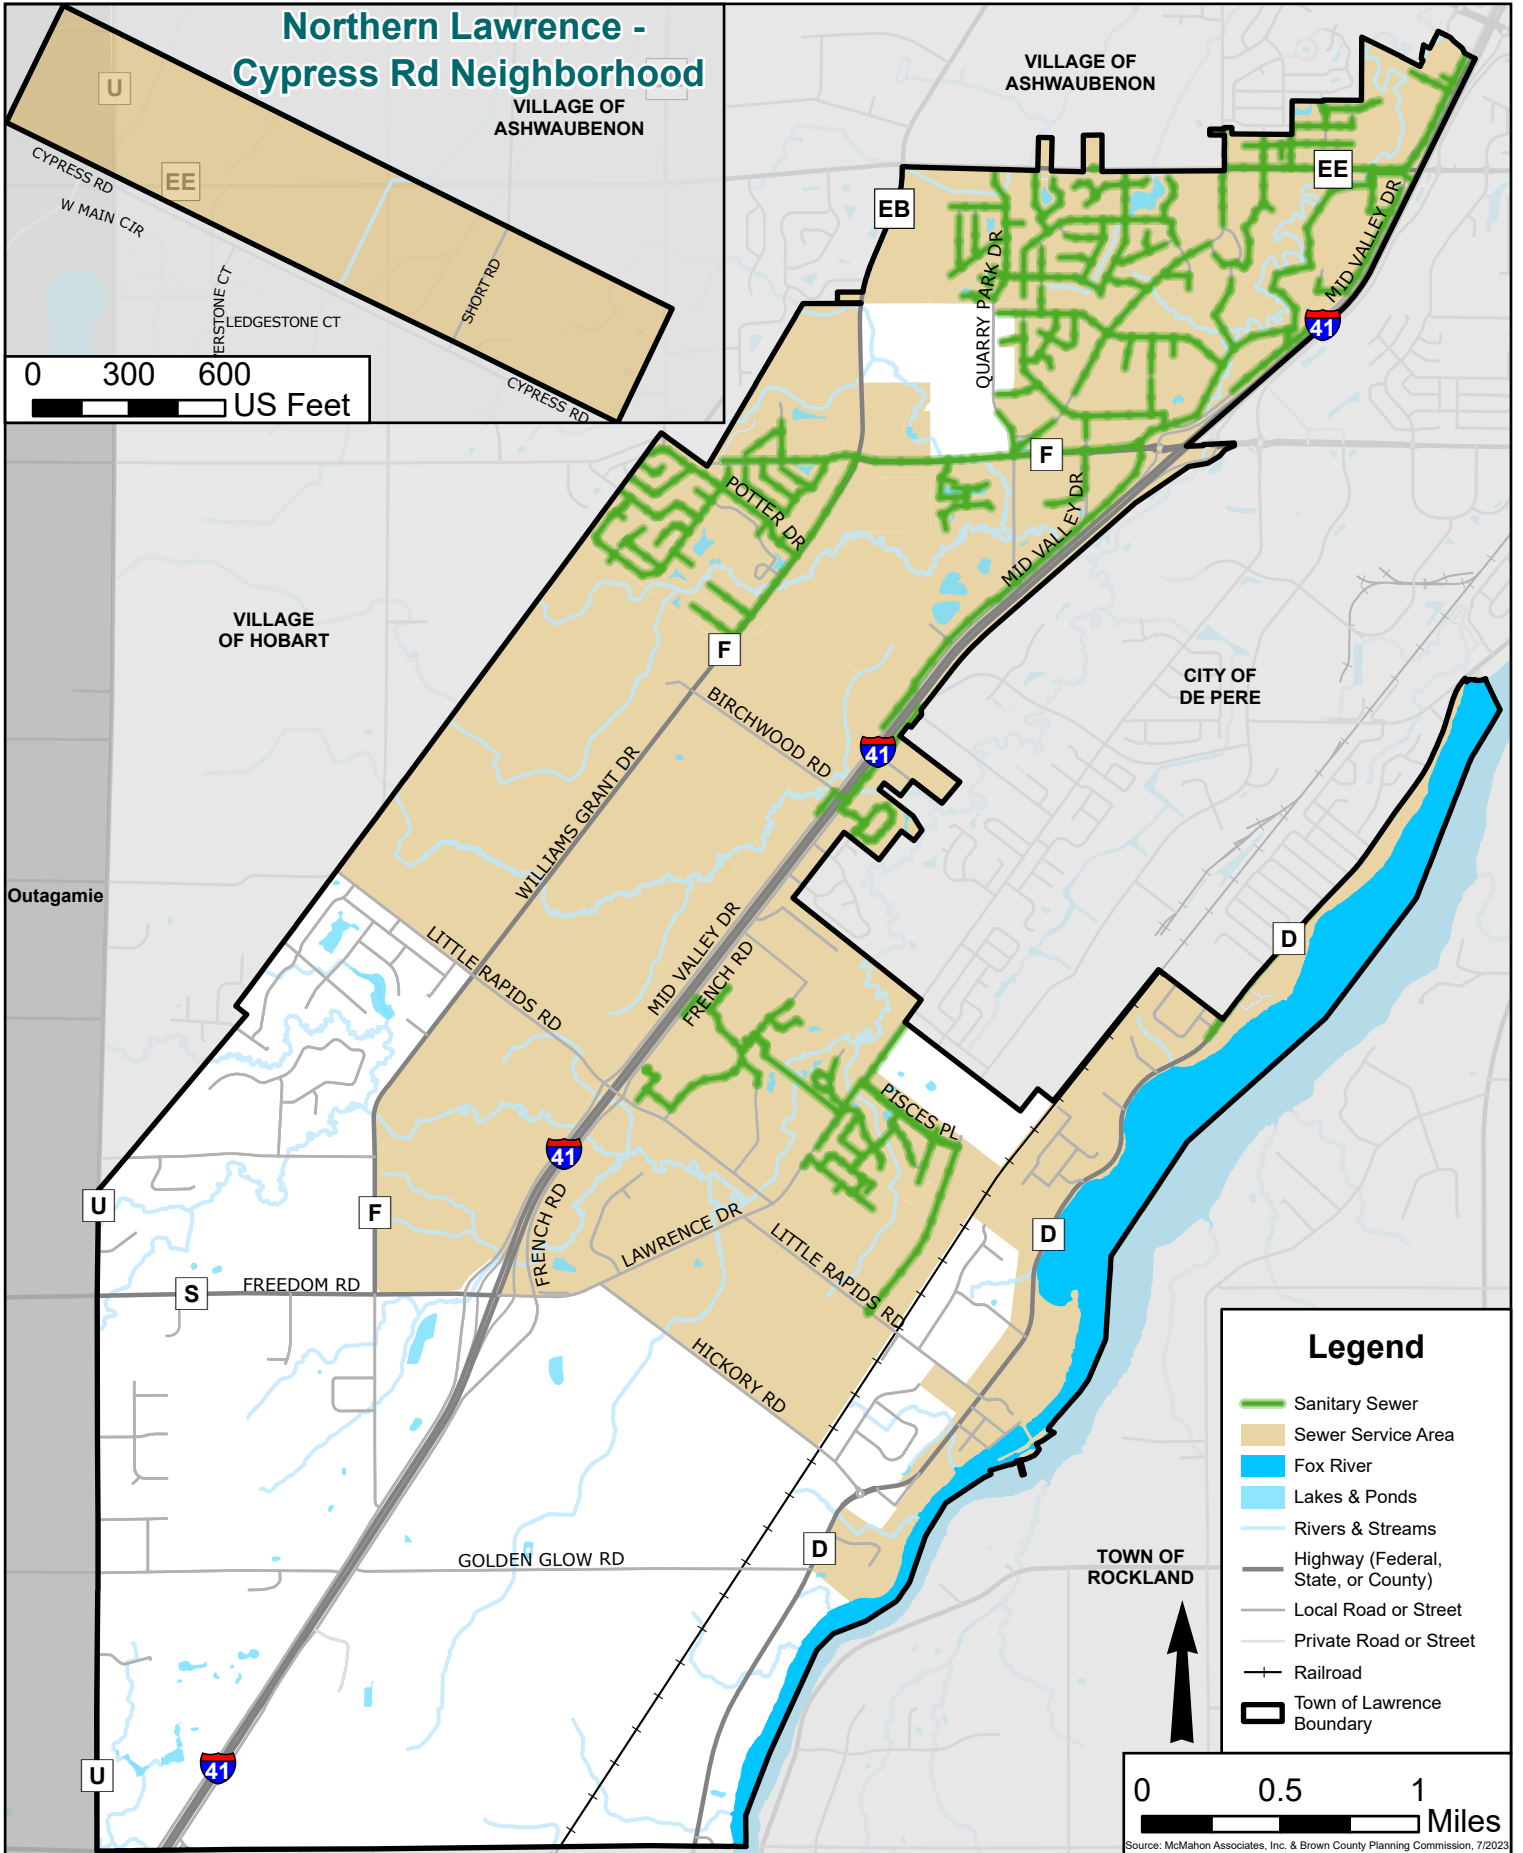 Northern Lawrence -
Cypress Rd Neighborhood
VILLAGE OF
ASHWAUBENON
U
EE
CYPRESS RD
W MAIN CIR
LEDGESTONE CT
SHORT RD
CYPRESS RD
0 300 600
US Feet
VILLAGE OF
ASHWAUBENON
EB
EE
QUARRY PARK DR
MID VALLEY DR
41
F
POTTER DR
MID VALLEY DR
VILLAGE
OF HOBART
F
CITY OF
DE PERE
BIRCHWOOD RD
41
WILLIAMS GRANT DR
Outagamie
LITTLE RAPIDS RD
MID VALLEY DR
FRENCH RD
D
PISCES PL
41
U
F
FRENCH RD
LAWRENCE DR
LITTLE RAPIDS RD
D
S
FREEDOM RD
HICKORY RD
GOLDEN GLOW RD
D
TOWN OF
ROCKLAND
U
41
Legend
Sanitary Sewer
Sewer Service Area
Fox River
Lakes & Ponds
Rivers & Streams
Highway (Federal,
State, or County)
Local Road or Street
Private Road or Street
Railroad
Town of Lawrence
Boundary
0 0.5 1
Miles
Source: McMahon Associates, Inc. & Brown County Planning Commission, 7/2023